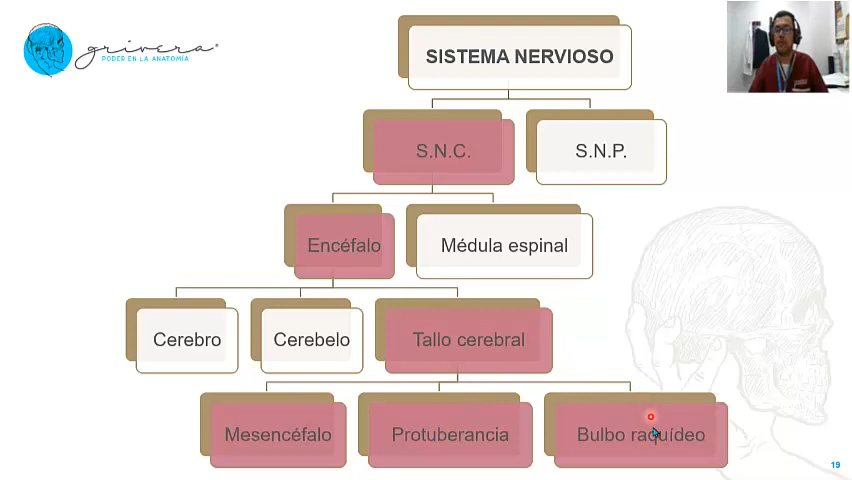 grivera
PODER EN LA ANATOMÍA
SISTEMA NERVIOSO
S.N.C.
S.N.P.
Encéfalo
Médula espinal
Cerebro
Cerebelo
Tallo cerebral
Mesencéfalo
Protuberancia
Bulbo raquídeo
19